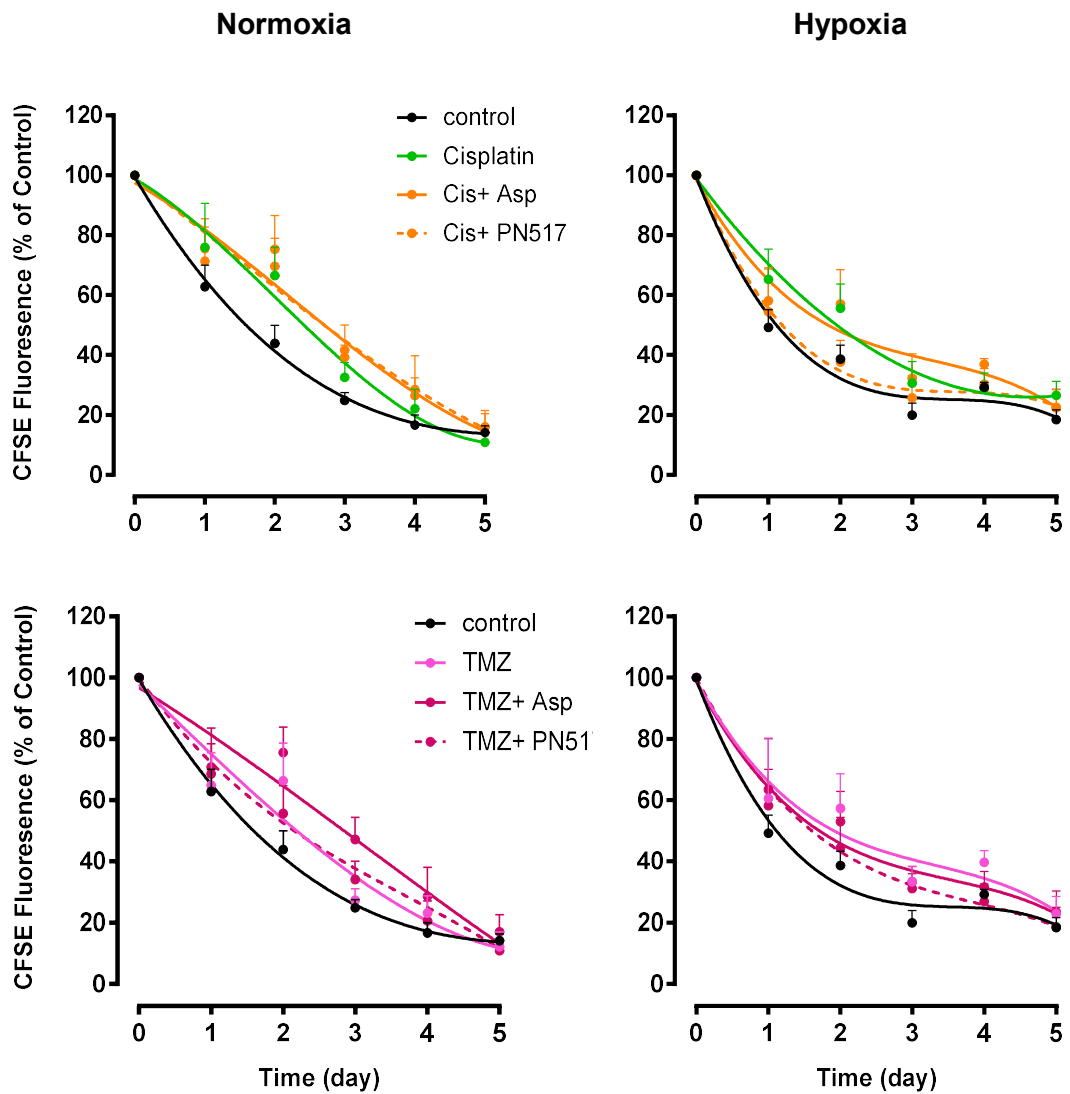 Normoxia
Hypoxia
CFSE Fluoresence (% of Control)
120
100
80
60
40
20
0
0 1 2 3 4 5
control
Cisplatin
Cis+ Asp
Cis+ PN517
120
100
80
60
40
20
0
0 1 2 3 4 5
CFSE Fluoresence (% of Control)
120
100
80
60
40
20
0
0 1 2 3 4 5
Time (day)
control
TMZ
TMZ+ Asp
TMZ+ PN51
120
100
80
60
40
20
0
0 1 2 3 4 5
Time (day)